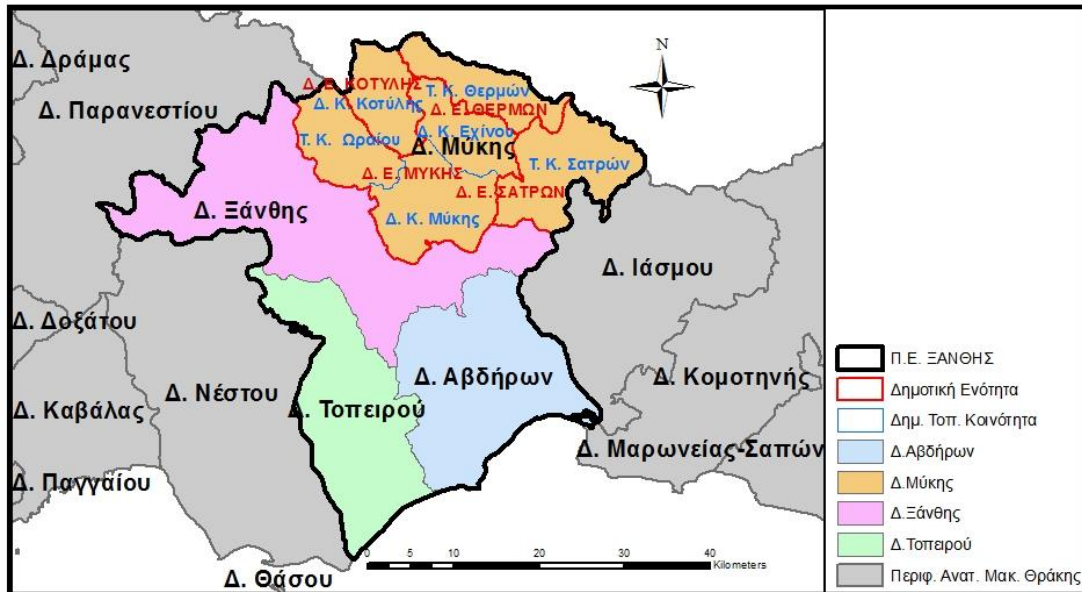 N
Δ. Δράμας
Δ. Παρανεστίου
Δ. Ε. ΚΟΤΥΛΗΣ
Τ. Κ. Θερμών
Δ. Κ. Κοτύλης
Δ. Ε. ΘΕΡΜΩΝ
Τ. Κ. Ωραίου
Δ. Κ. Εχίνου
Δ. Μύκης
Τ. Κ. Σατρών
Δ. Ε. ΜΥΚΗΣ
Δ. Ε. ΣΑΤΡΩΝ
Δ. Ξάνθης
Δ. Κ. Μύκης
Δ. Ιάσμου
Δ. Δοξάτου
Δ. Νέστου
Δ. Αβδήρων
Δ. Κομοτηνής
Δ. Καβάλας
Δ. Τοπειρού
Δ. Μαρωνείας-Σαπών
Δ. Παγγαίου
Δ. Θάσου
0 5 10 20 30 40
Kilometers
Π.Ε. ΞΑΝΘΗΣ
Δημοτική Ενότητα
Δημ. Τοπ. Κοινότητα
Δ.Αβδήρων
Δ.Μύκης
Δ.Ξάνθης
Δ.Τοπειρού
Περιφ. Ανατ. Μακ. Θράκης